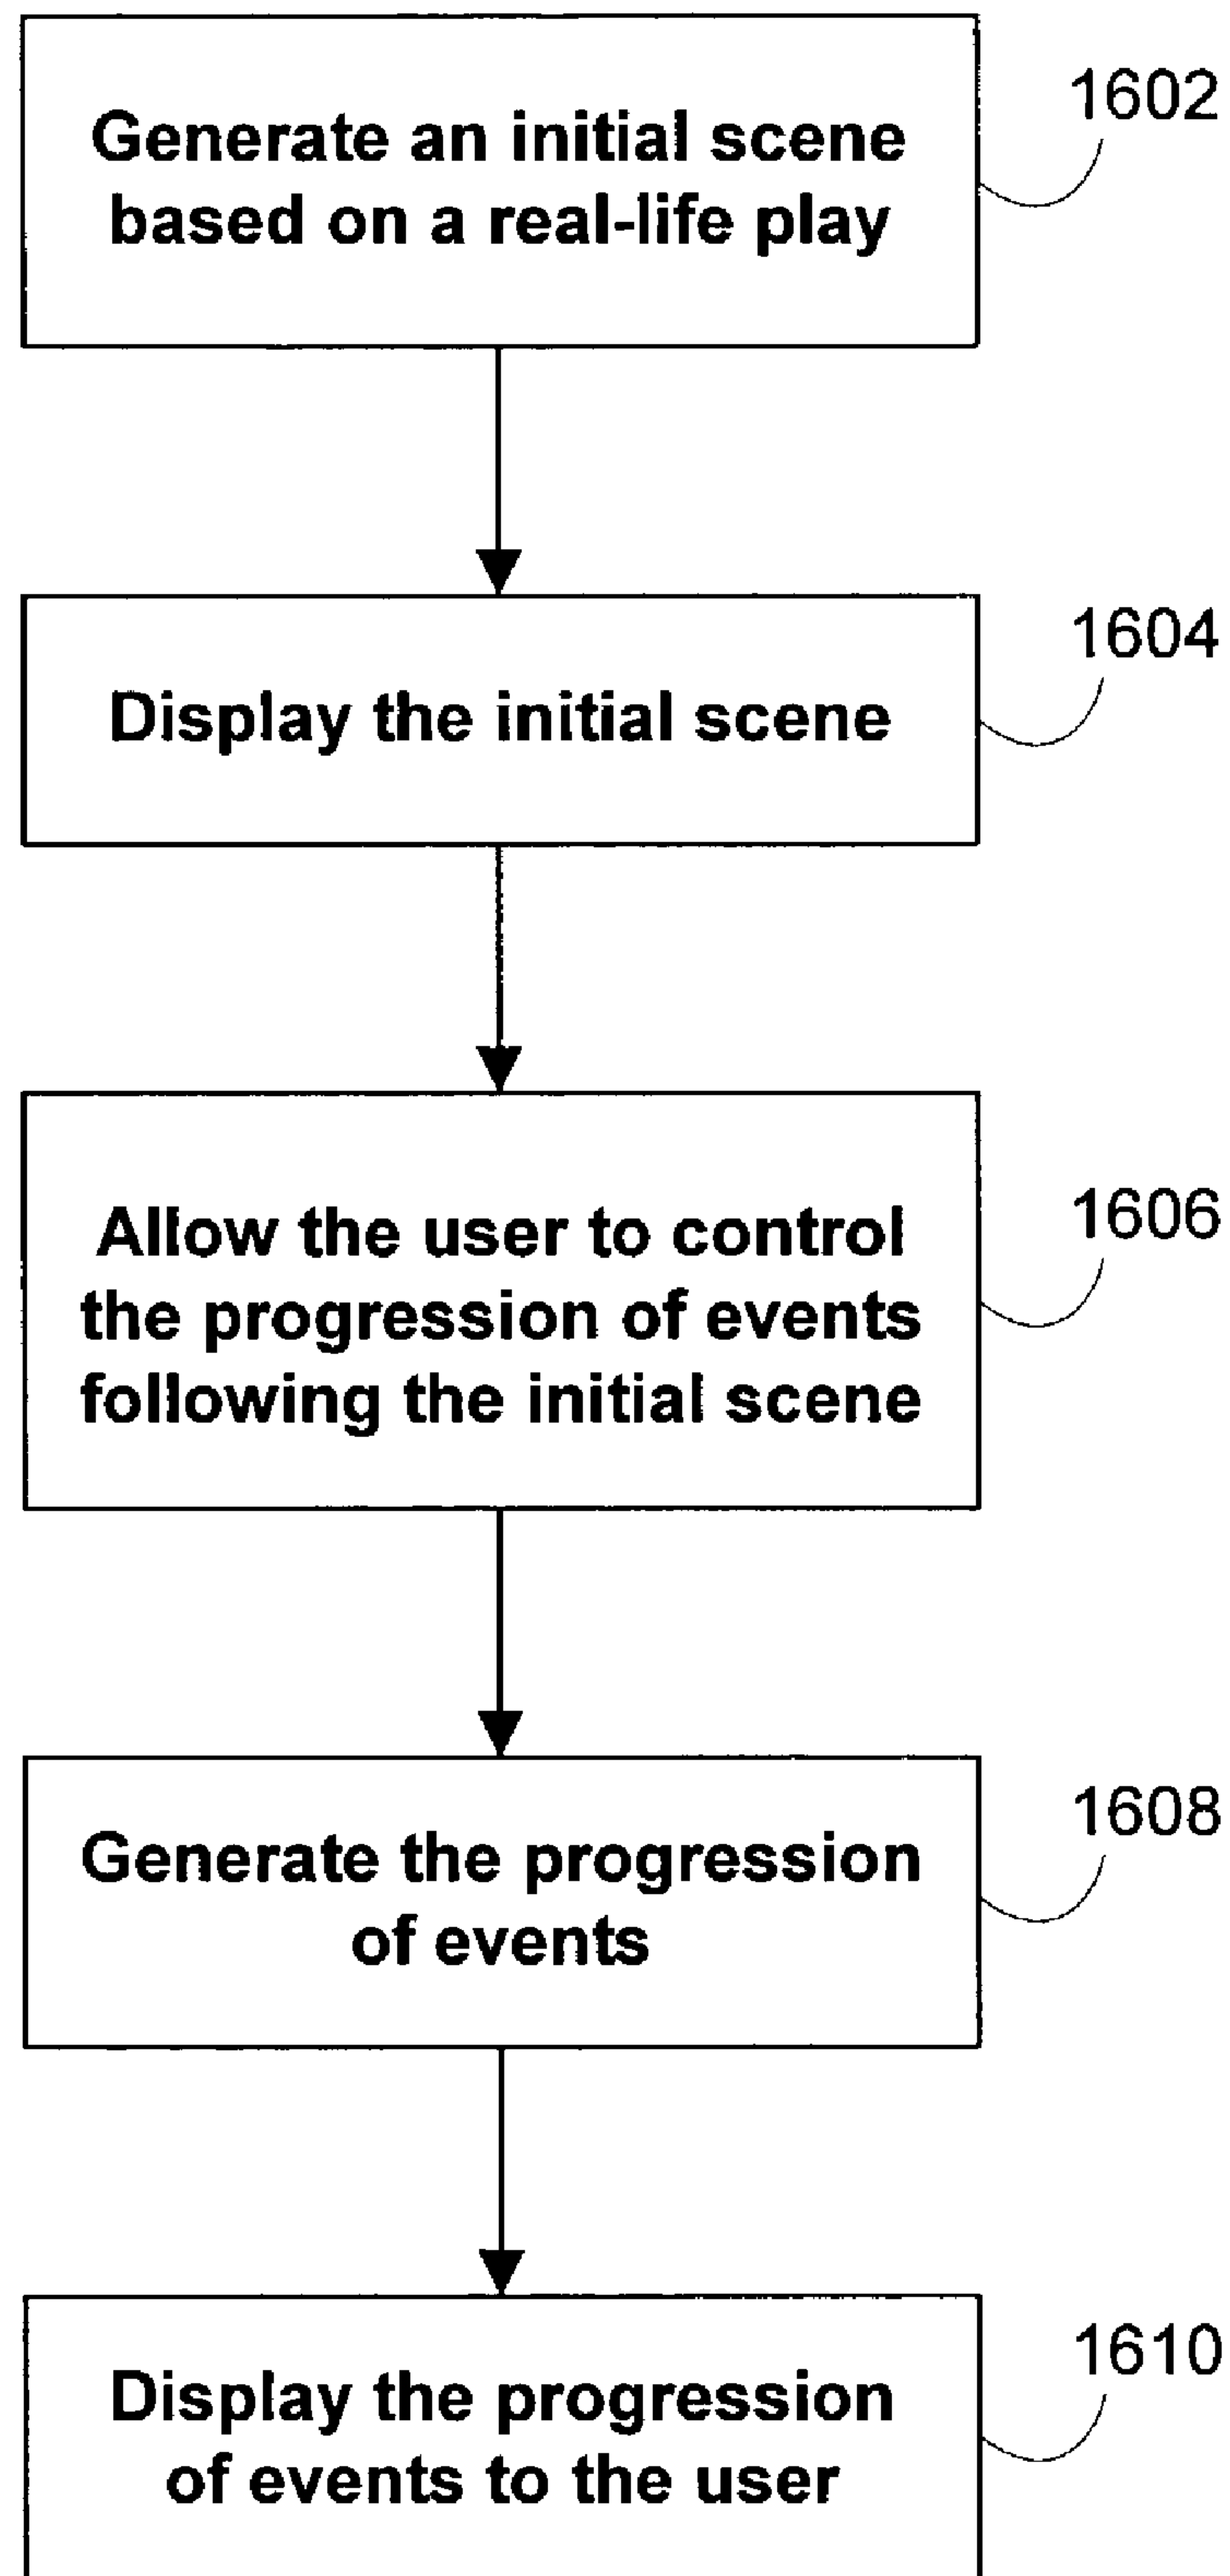 Generate an initial scene
based on a real-life play
1602
Display the initial scene
1604
Allow the user to control
the progression of events
following the initial scene
1606
Generate the progression
of events
1608
Display the progression
of events to the user
1610